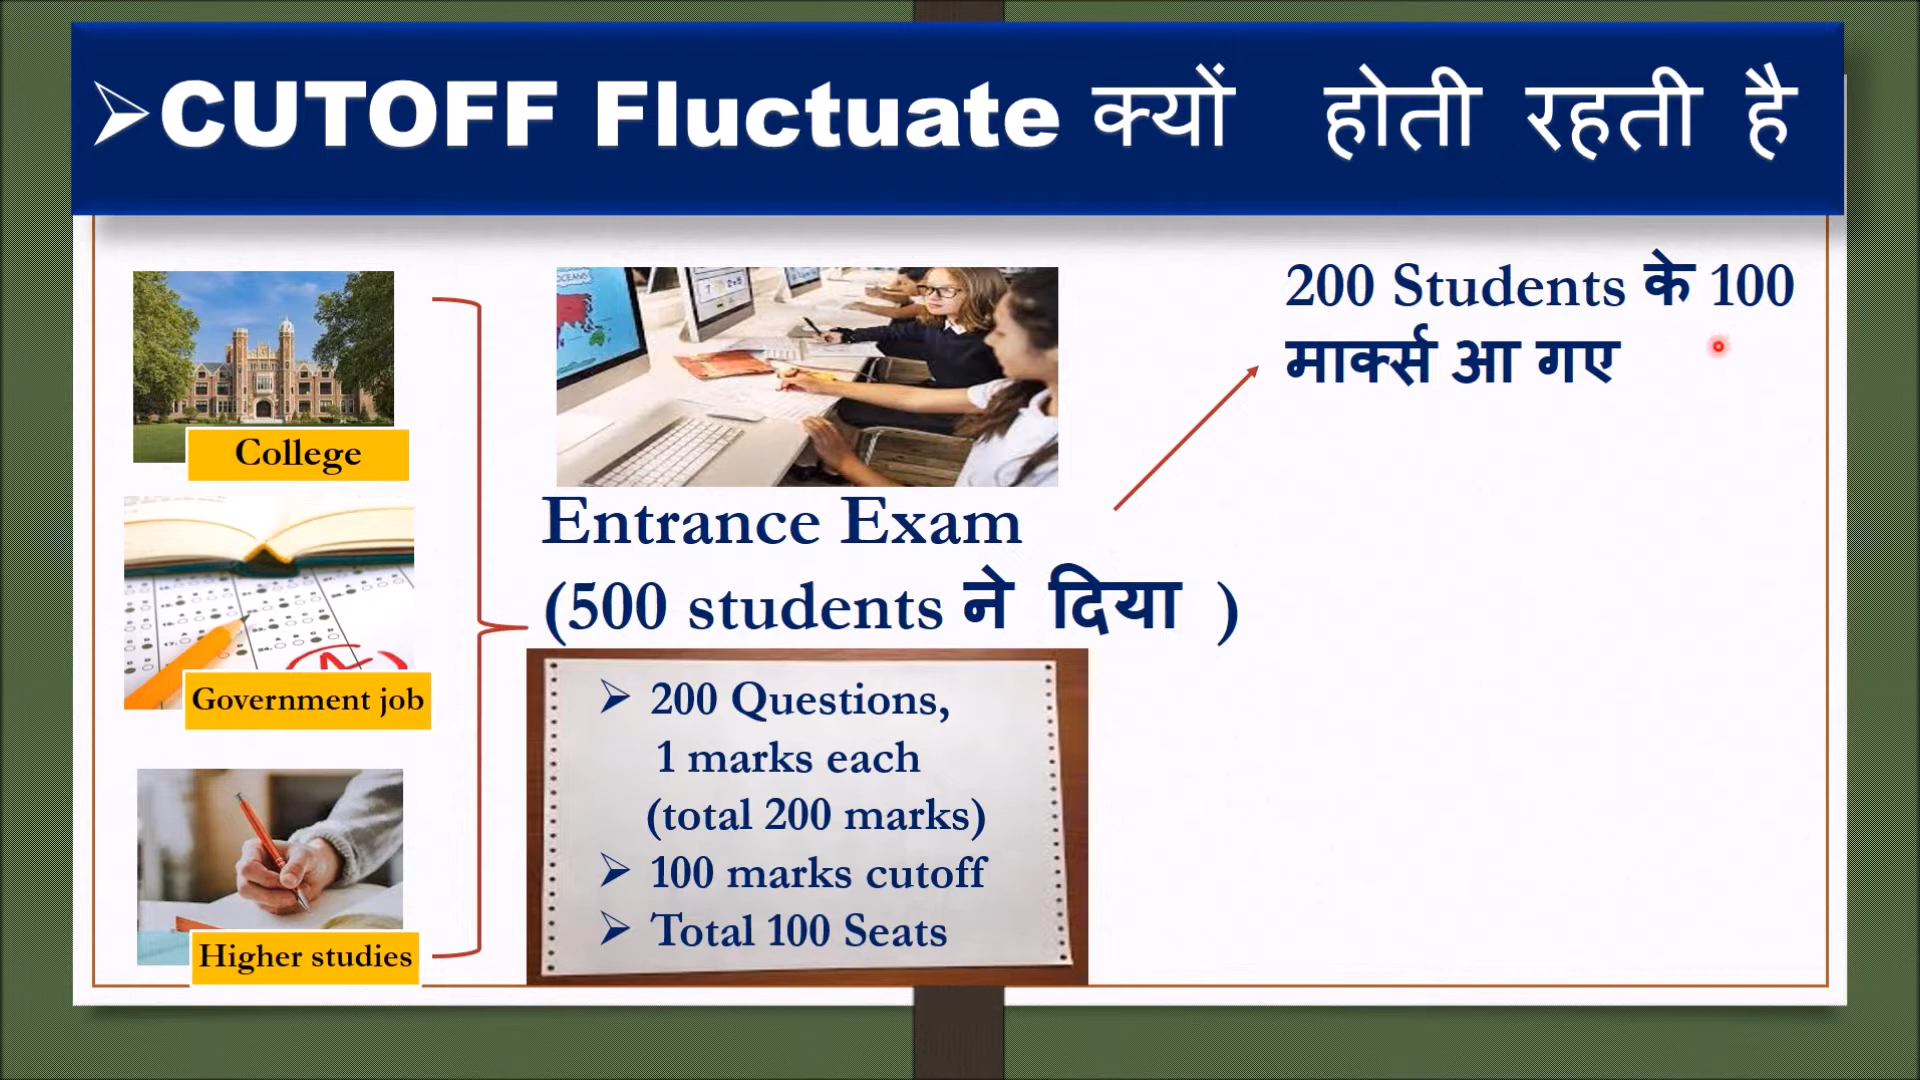 ➢CUTOFF Fluctuate क्यों होती रहती है
College
Government job
Higher studies
Entrance Exam
(500 students ने दिया )
➢ 200 Questions,
1 marks each
(total 200 marks)
➢ 100 marks cutoff
➢ Total 100 Seats
200 Students के 100
मार्क्स आ गए